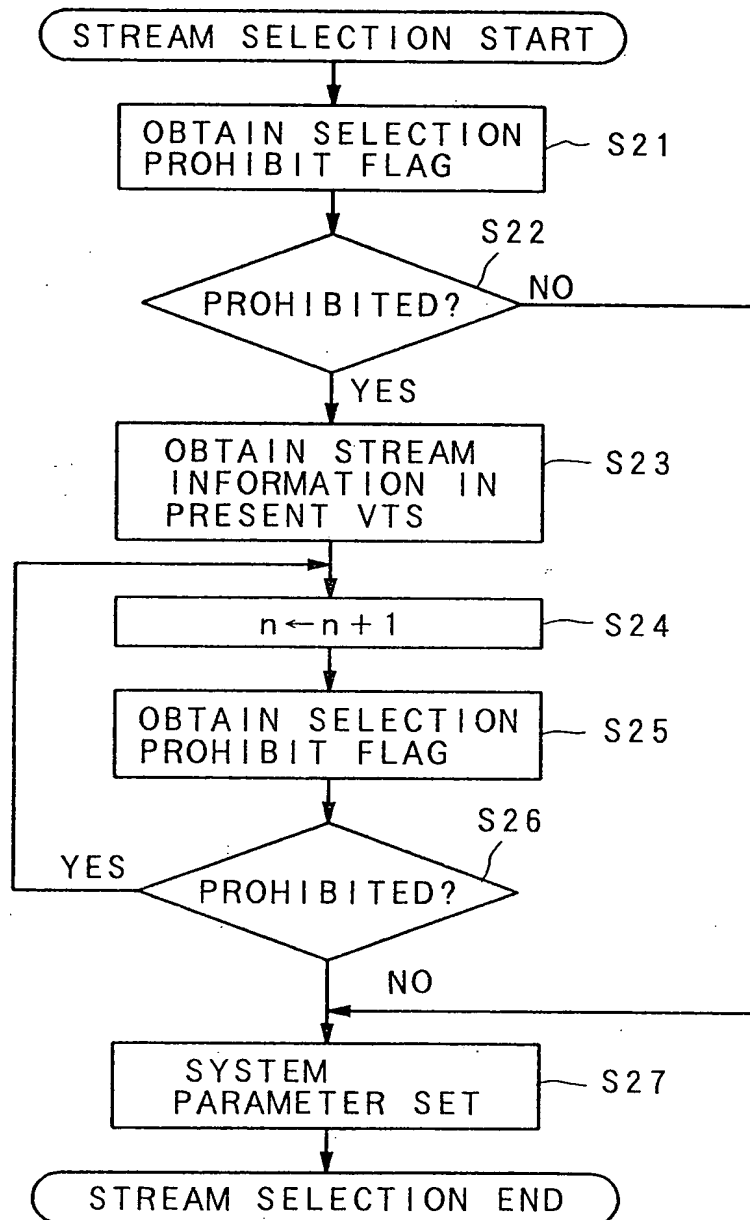 STREAM SELECTION START
OBTAIN SELECTION
PROHIBIT FLAG
S21
S22
PROHIBITED?
NO
YES
OBTAIN STREAM
INFORMATION IN
PRESENT VTS
S23
n←n+1
S24
OBTAIN SELECTION
PROHIBIT FLAG
S25
S26
YES
PROHIBITED?
NO
SYSTEM
PARAMETER SET
S27
STREAM SELECTION END